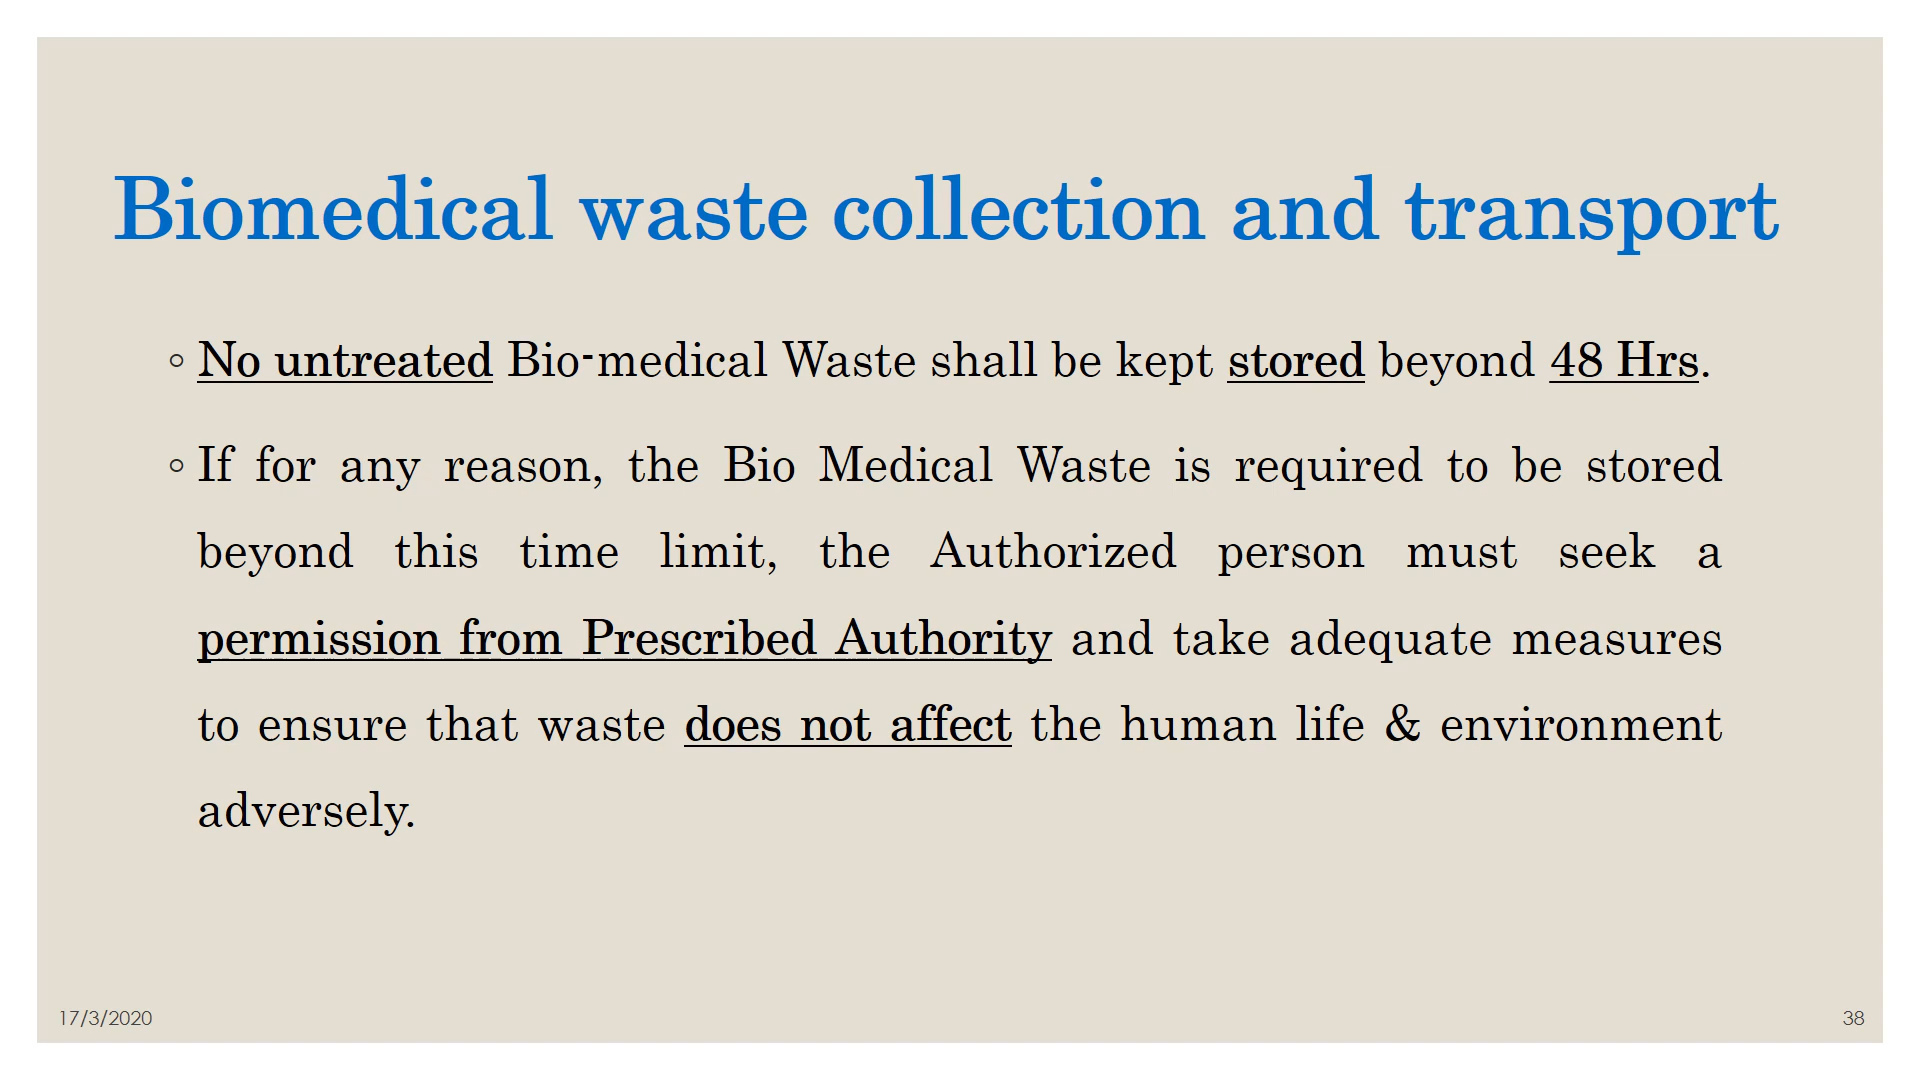 Biomedical waste collection and transport
◦ No untreated Bio-medical Waste shall be kept stored beyond 48 Hrs.
◦ If for any reason, the Bio Medical Waste is required to be stored
beyond this time limit, the Authorized person must seek a
permission from Prescribed Authority and take adequate measures
to ensure that waste does not affect the human life & environment
adversely.
17/3/2020
38